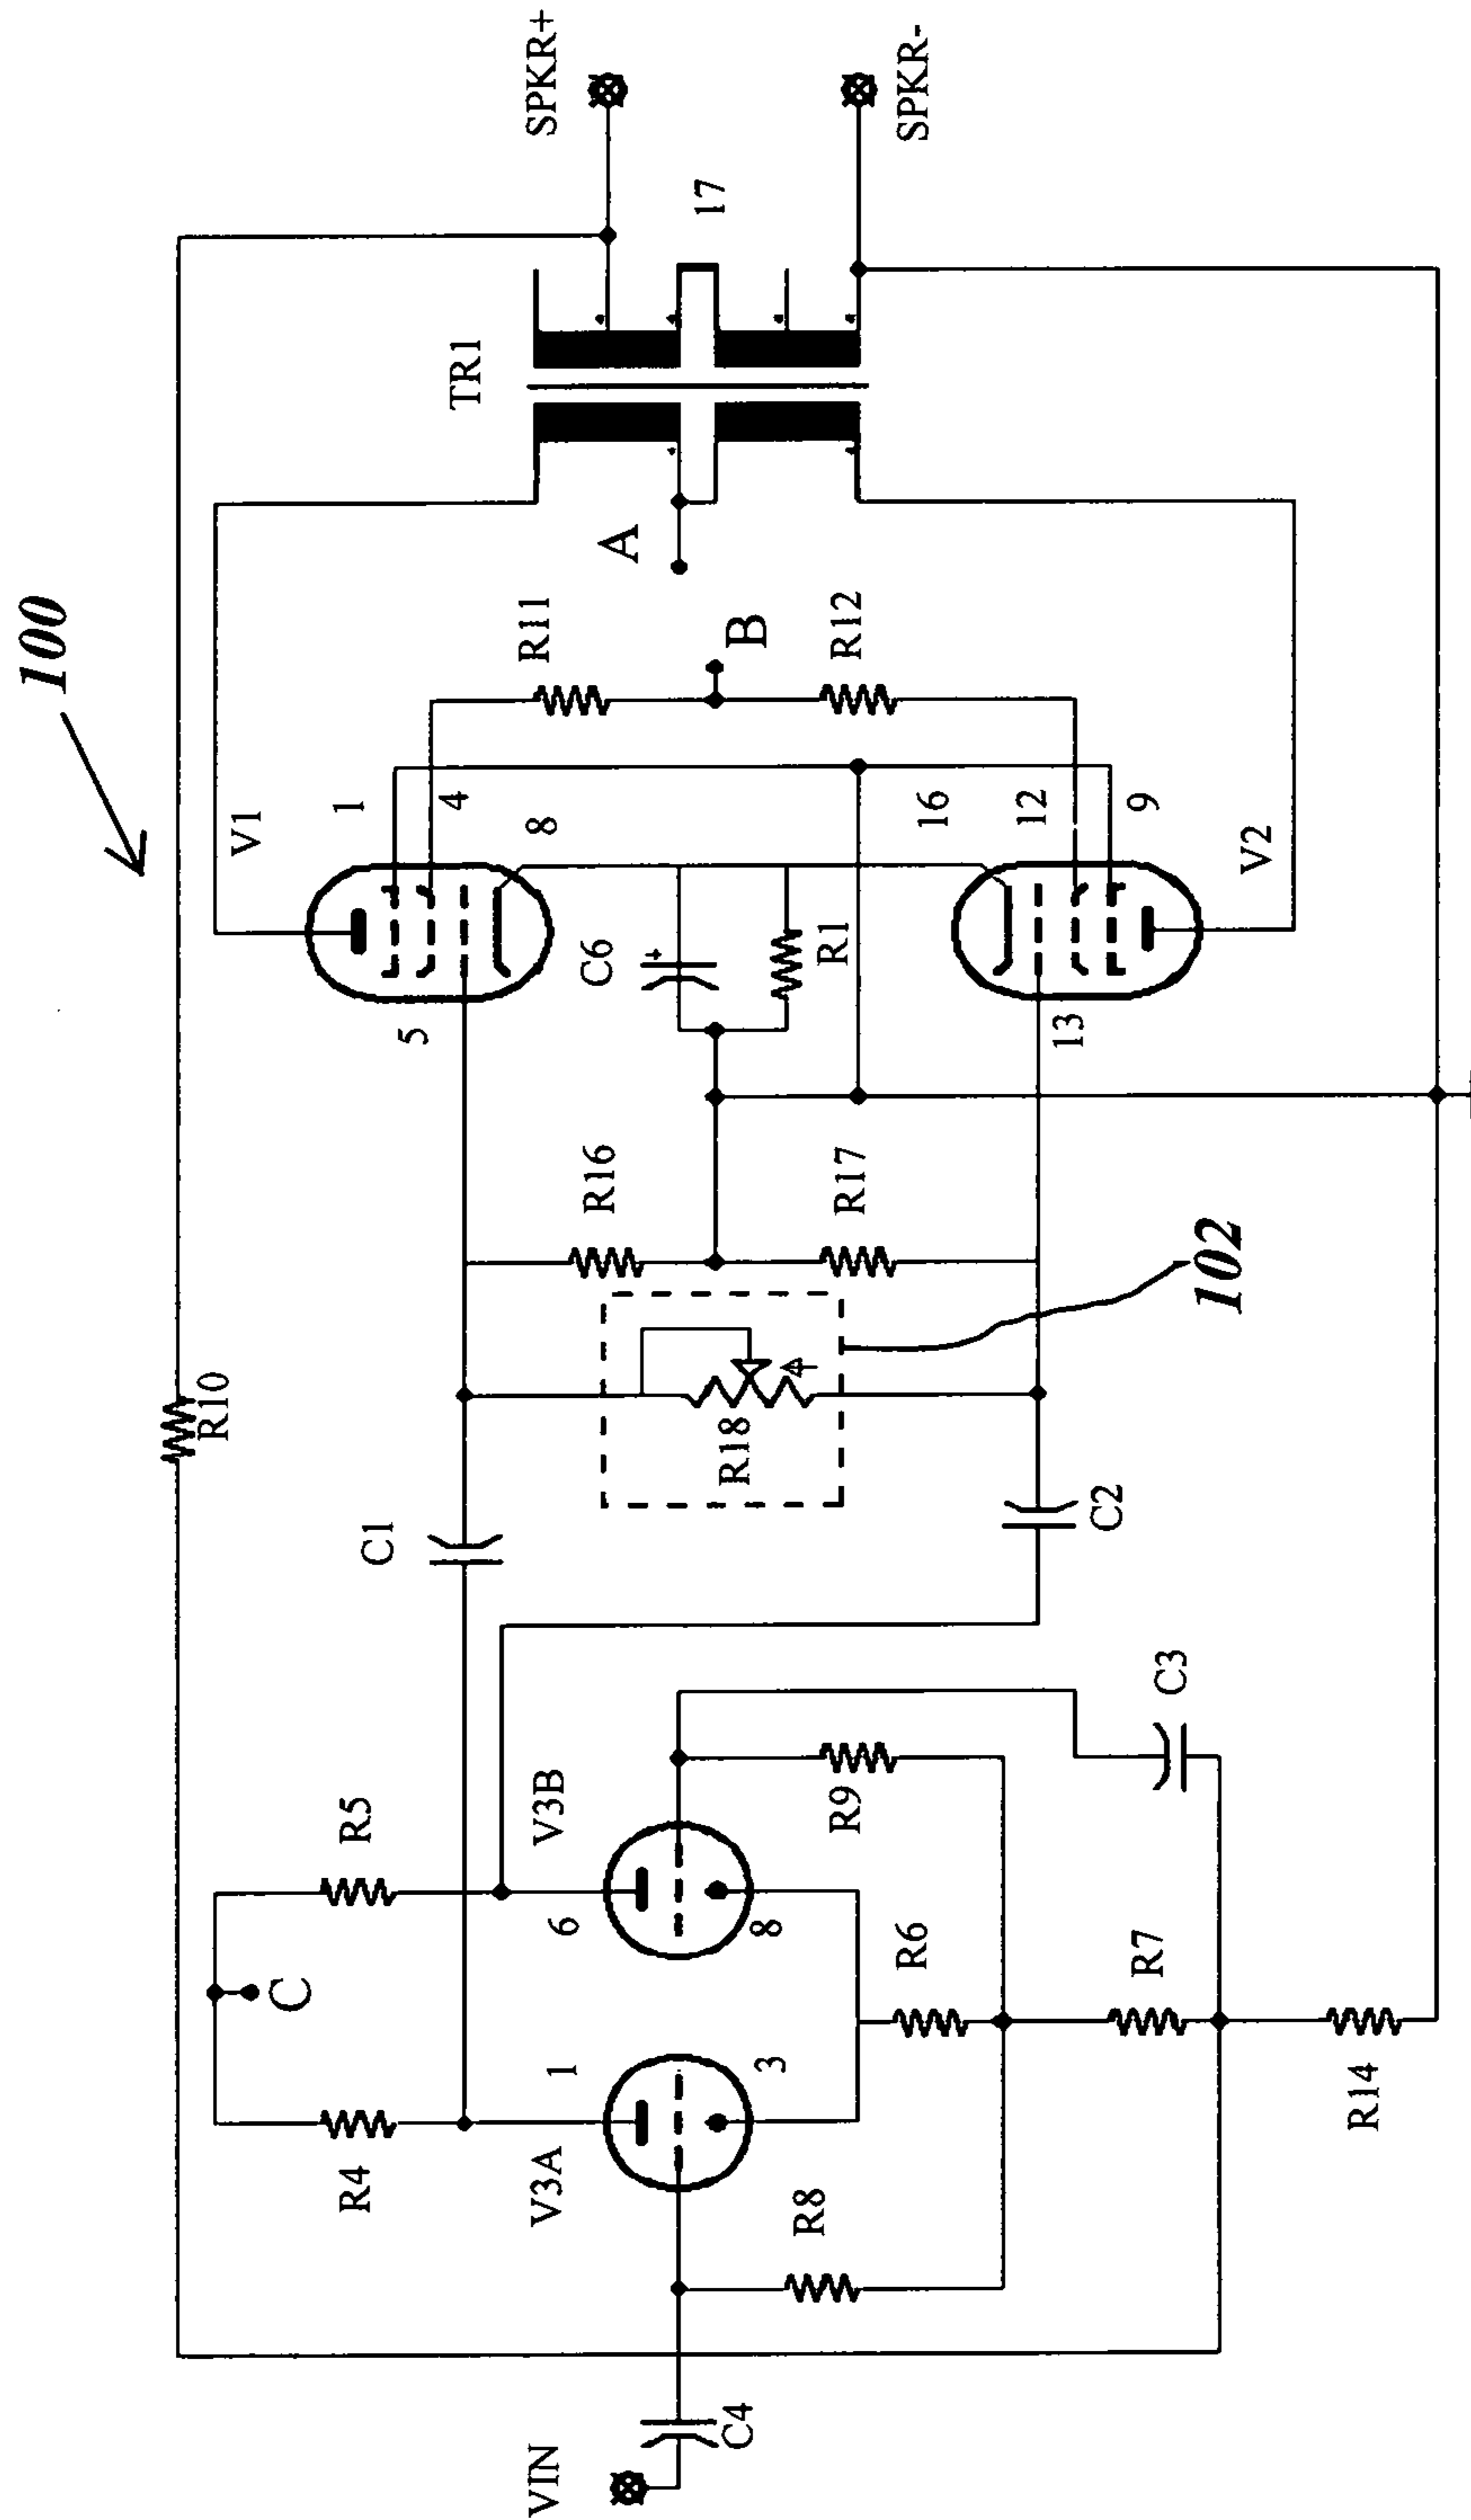 100
SPKR+
SPKR-
17
TR1
A
R11
B
R12
V1
1
4
8
16
12
9
V2
5
C6
+
R1
13
R16
R17
102
R10
R18
C1
C2
C3
R5
V3B
R9
6
8
C
R6
R7
1
3
R4
V3A
R8
R14
C4
VIN